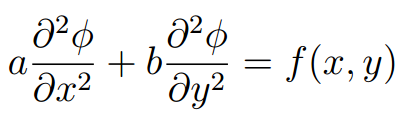 a ∂²ϕ/∂x² + b ∂²ϕ/∂y² = f(x, y)